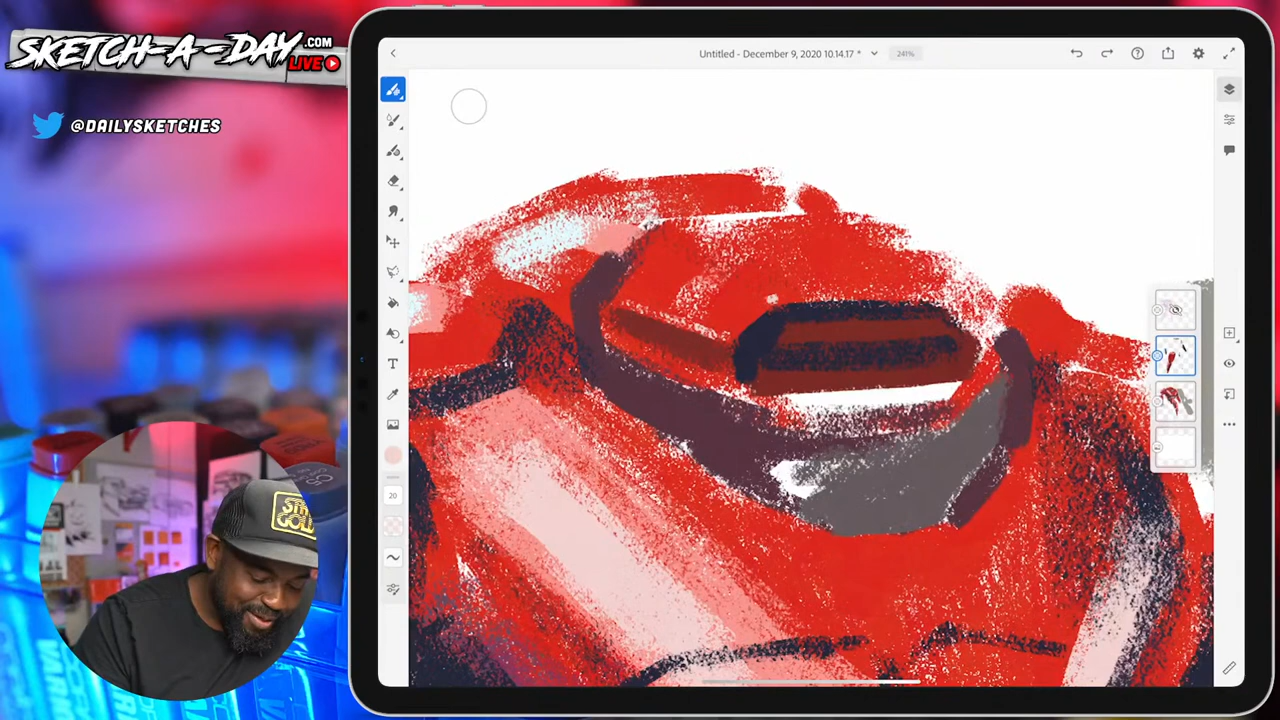 SKETCH-A-DAY.COM
LIVE
@DAILYSKETCHES
Untitled - December 9, 2020 10.14.17 *
241%
T
20